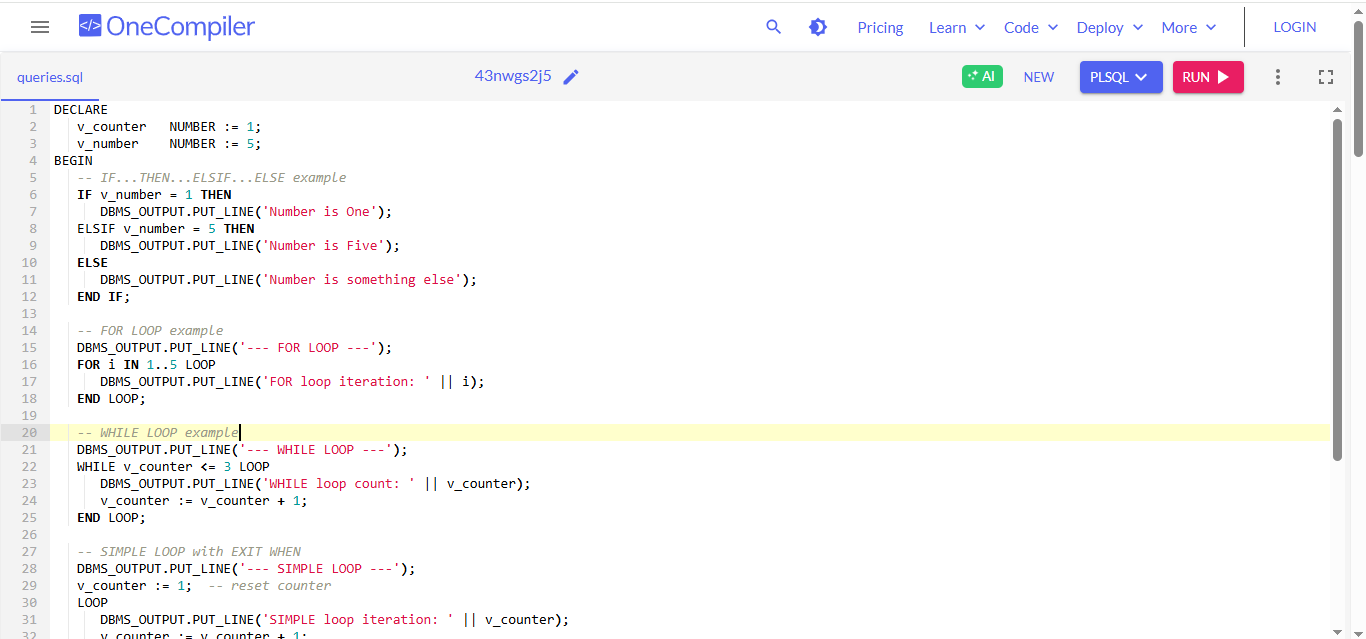 </> OneCompiler Pricing Learn Code Deploy More LOGIN
queries.sql 43nwgs2j5 AI NEW PLSQL RUN
1 DECLARE
2    v_counter   NUMBER := 1;
3    v_number    NUMBER := 5;
4 BEGIN
5    -- IF...THEN...ELSIF...ELSE example
6    IF v_number = 1 THEN
7       DBMS_OUTPUT.PUT_LINE('Number is One');
8    ELSIF v_number = 5 THEN
9       DBMS_OUTPUT.PUT_LINE('Number is Five');
10    ELSE
11       DBMS_OUTPUT.PUT_LINE('Number is something else');
12    END IF;
13
14    -- FOR LOOP example
15    DBMS_OUTPUT.PUT_LINE('--- FOR LOOP ---');
16    FOR i IN 1..5 LOOP
17       DBMS_OUTPUT.PUT_LINE('FOR loop iteration: ' || i);
18    END LOOP;
19
20    -- WHILE LOOP example
21    DBMS_OUTPUT.PUT_LINE('--- WHILE LOOP ---');
22    WHILE v_counter <= 3 LOOP
23       DBMS_OUTPUT.PUT_LINE('WHILE loop count: ' || v_counter);
24       v_counter := v_counter + 1;
25    END LOOP;
26
27    -- SIMPLE LOOP with EXIT WHEN
28    DBMS_OUTPUT.PUT_LINE('--- SIMPLE LOOP ---');
29    v_counter := 1;  -- reset counter
30    LOOP
31       DBMS_OUTPUT.PUT_LINE('SIMPLE loop iteration: ' || v_counter);
32       v_counter := v_counter + 1;